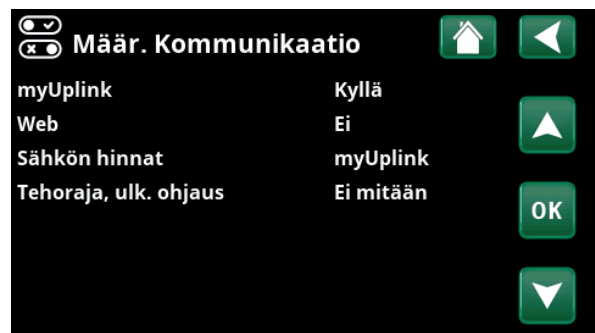 Määr. Kommunikaatio
myUplink Kyllä
Web Ei
Sähkön hinnat myUplink
Tehoraja, ulk. ohjaus Ei mitään
OK